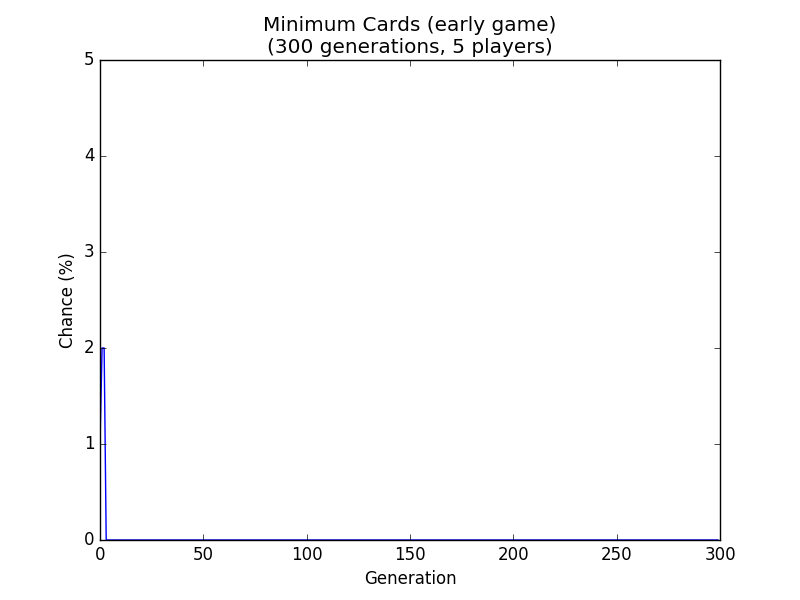 Minimum Cards (early game)
(300 generations, 5 players)
5
4
3
2
1
0
Chance (%)
0 50 100 150 200 250 300
Generation